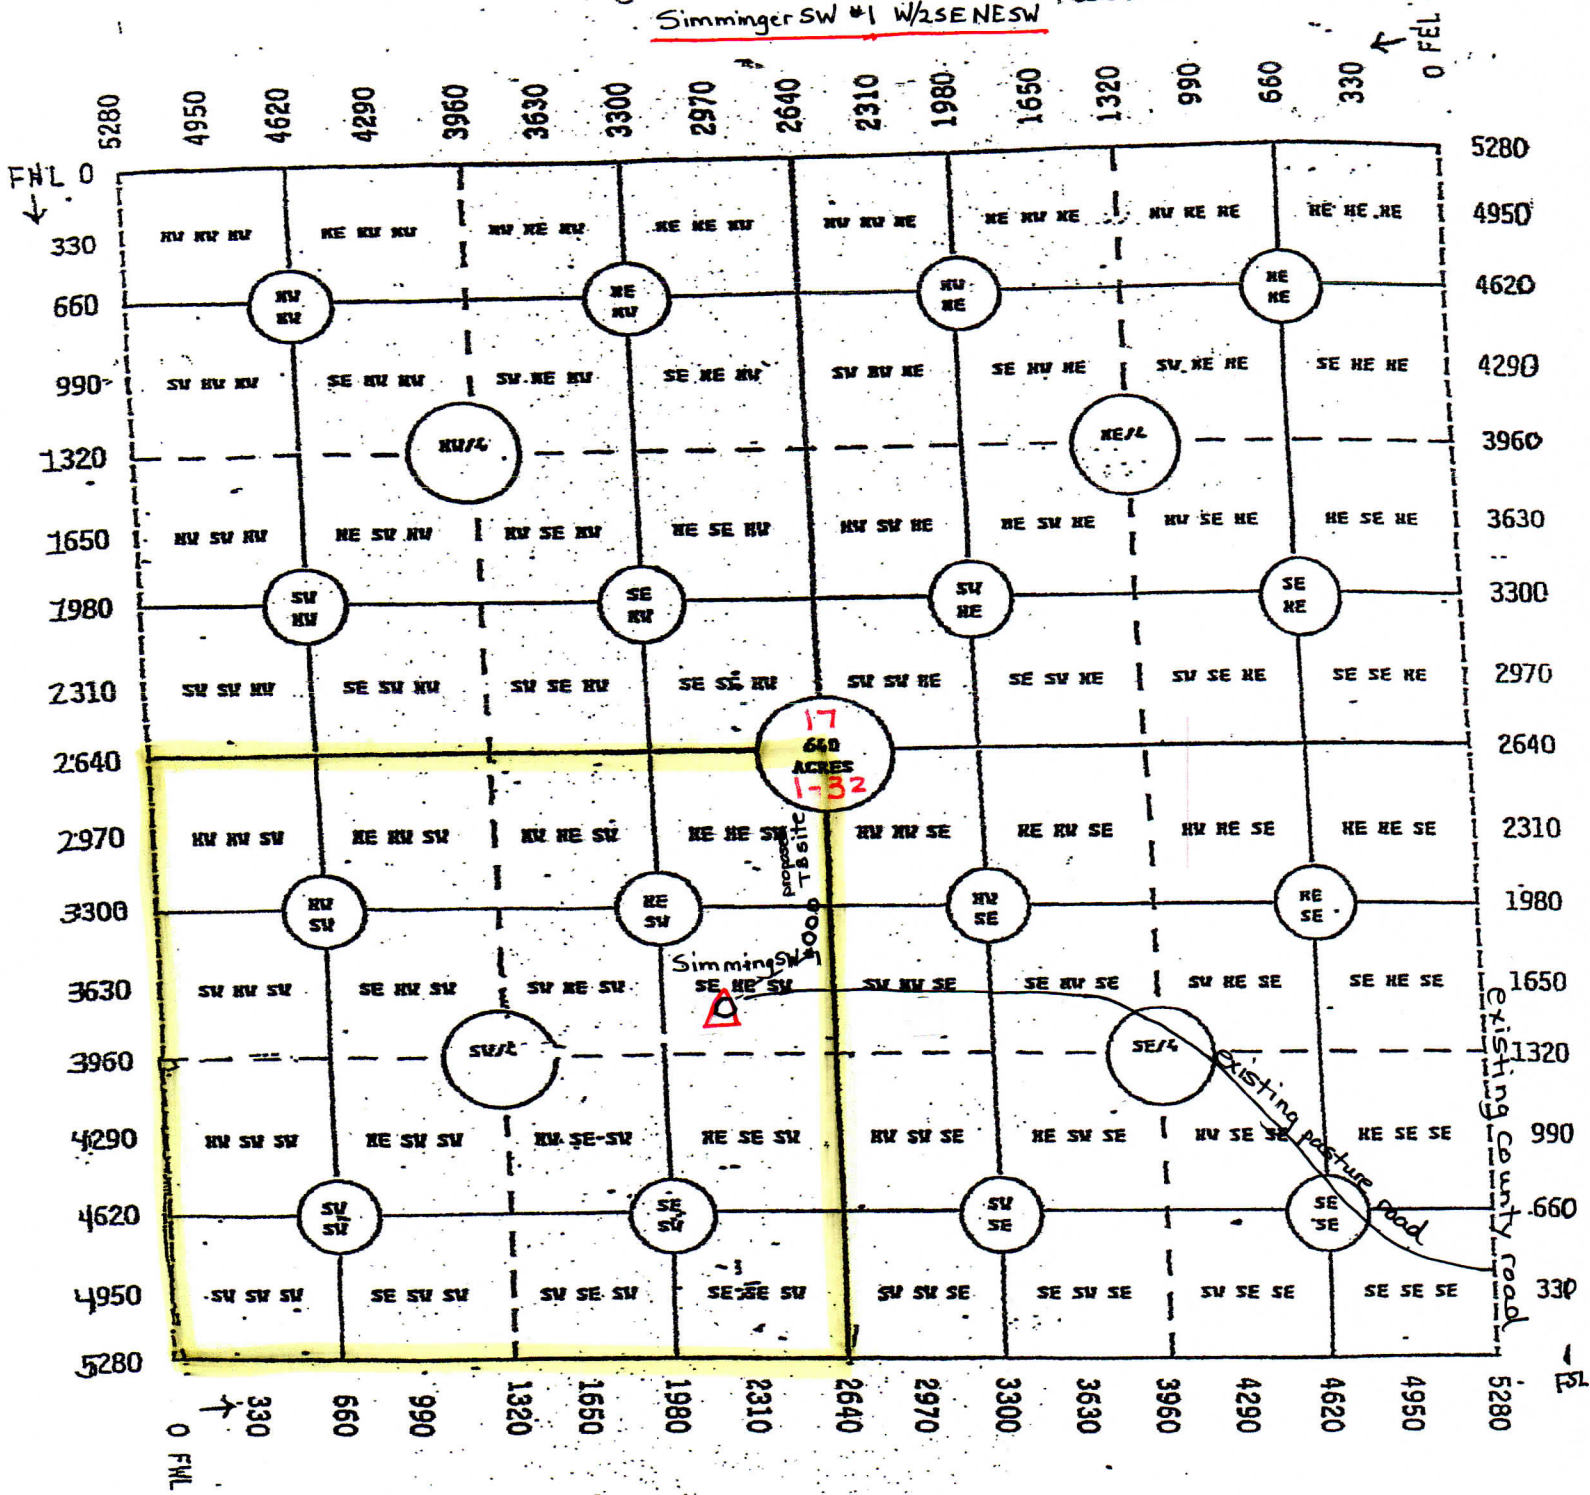 Simminger SW #1 W/2SENESW
5280 4950 4620 4290 3960 3630 3300 2970 2640 2310 1980 1650 1320 990 660 330 0 FEL
←
FNL 0 5280
↓
NW NW NW NE NW NW NW NE NW NE NE NW NW NW NE NE NW NE NW NE NE NE NE NE 4950
330
NW NE NW NE
660 NW NW NE NE 4620
990 SW NW NW SE NW NW SW NE NW SE NE NW SW NW NE SE NW NE SW NE NE SE NE NE 4290
1320 NW/4 NE/4 3960
1650 NW SW NW NE SW NW NW SE NW NE SE NW NW SW NE NE SW NE NW SE NE NE SE NE 3630
SW SE SW SE
1980 NW NW NE NE 3300
2310 SW SW NW SE SW NW SW SE NW SE SE NW SW SW NE SE SW NE SW SE NE SE SE NE 2970
17
2640 640 2640
ACRES
1-32
proposed
TB site
2970 NW NW SW NE NW SW NW NE SW NE NE SW NW NW SE NE NW SE NW NE SE NE NE SE 2310
NW NE NW NE
3300 SW SW SE SE 1980
Simming SW #1
3630 SW NW SW SE NW SW SW NE SW SE NE SW SW NW SE SE NW SE SW NE SE SE NE SE 1650
3960 SW/4 SE/4 1320
existing pasture road
existing county road
4290 NW SW SW NE SW SW NW SE-SW NE SE SW NW SW SE NE SW SE NW SE SE NE SE SE 990
SW SE SW SE
4620 SW SW SE SE 660
4950 SW SW SW SE SW SW SW SE SW SE SE SW SW SW SE SE SW SE SW SE SE SE SE SE 330
5280
FSL
→
0 FWL 330 660 990 1320 1650 1980 2310 2640 2970 3300 3630 3960 4290 4620 4950 5280